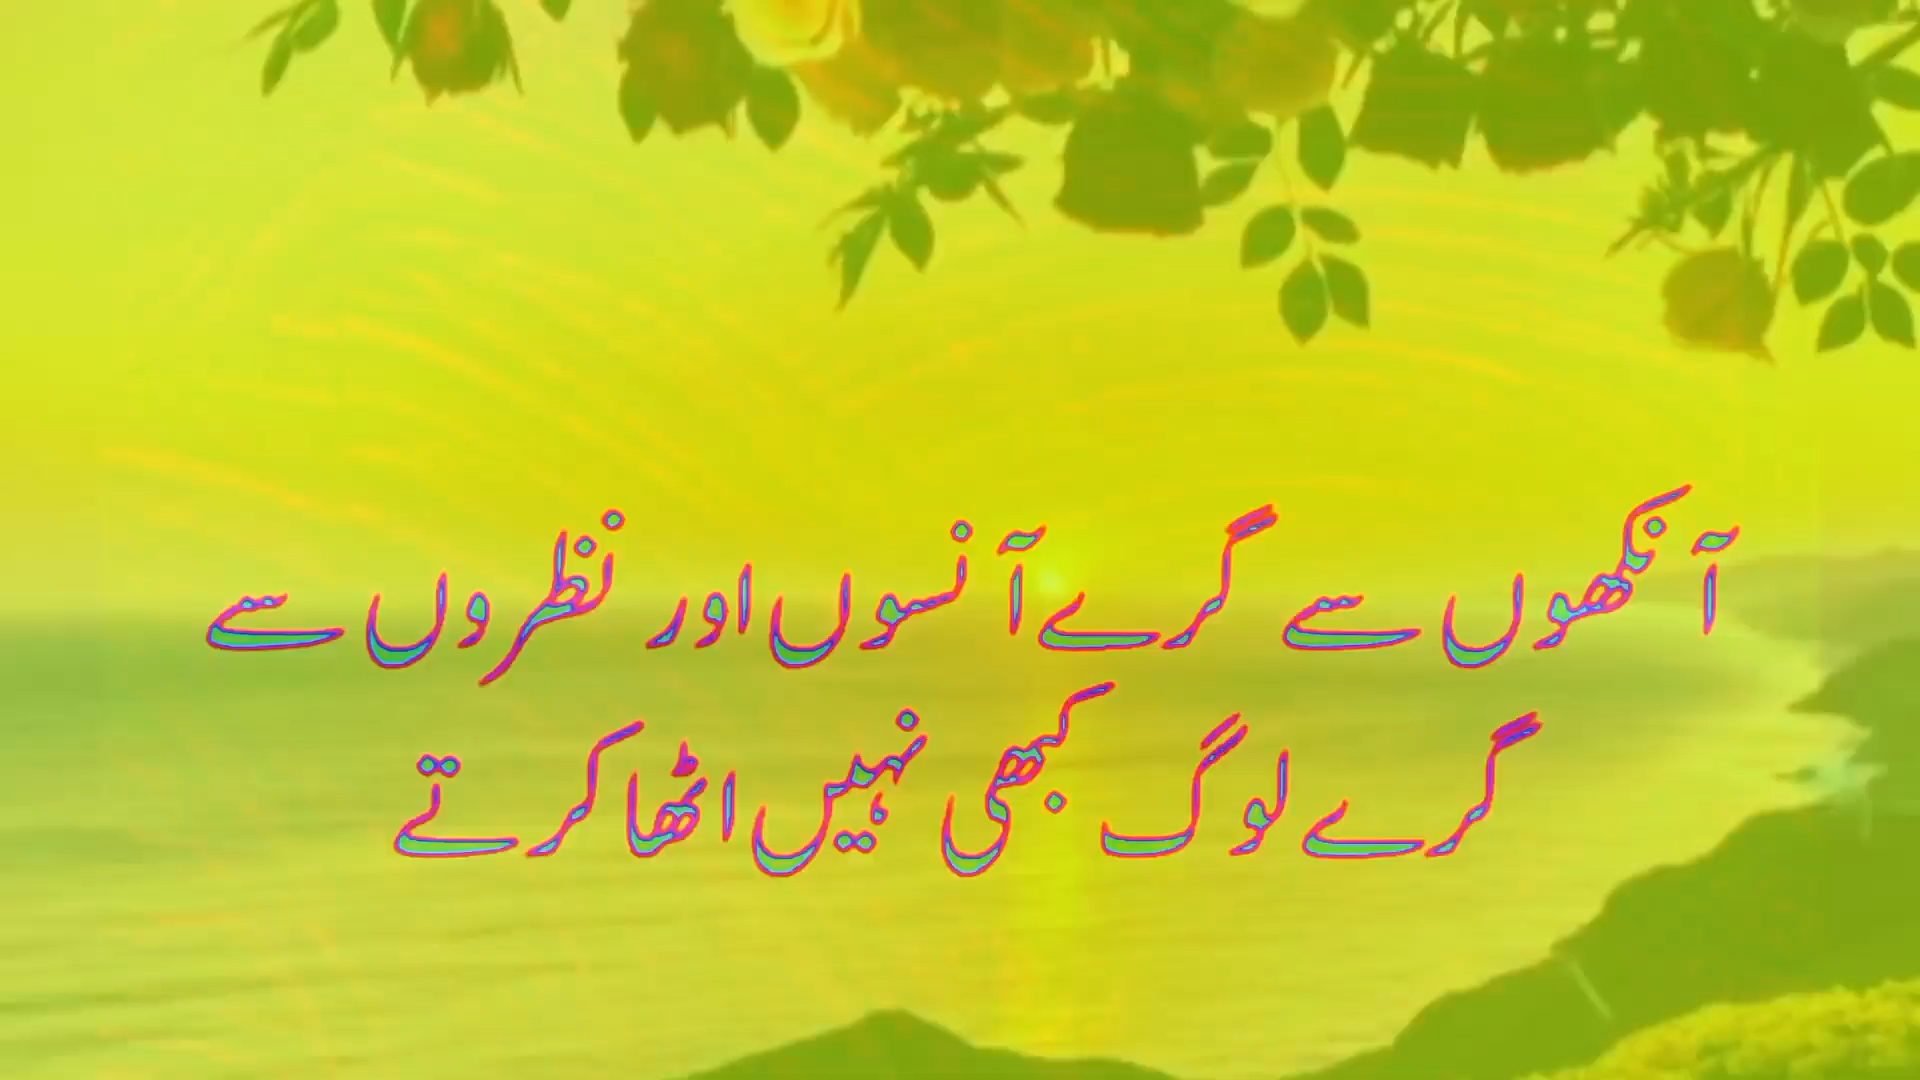 آنکھوں سے گرے آنسوں اور نظروں سے
گرے لوگ کبھی نہیں اٹھا کرتے